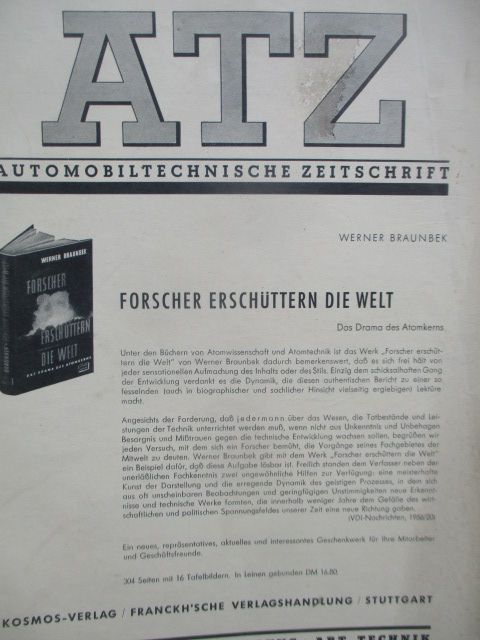 ATZ
AUTOMOBILTECHNISCHE ZEITSCHRIFT
WERNER BRAUNBEK
WERNER BRAUNBEK
FORSCHER
ERSCHÜTTERN
DIE WELT
DAS DRAMA DES ATOMKERNS
FORSCHER ERSCHÜTTERN DIE WELT
Das Drama des Atomkerns
Unter den Büchern von Atomwissenschaft und Atomtechnik ist das Werk „Forscher erschüt-
tern die Welt" von Werner Braunbek dadurch bemerkenswert, daß es sich frei hält von
jeder sensationellen Aufmachung des Inhalts oder des Stils. Einzig dem schicksalhaften Gang
der Entwicklung verdankt es die Dynamik, die diesen authentischen Bericht zu einer so
fesselnden (auch in biographischer und sachlicher Hinsicht vielseitig ergiebigen) Lektüre
macht.
Angesichts der Forderung, daß jedermann über das Wesen, die Tatbestände und Lei-
stungen der Technik unterrichtet werden muß, wenn nicht aus Unkenntnis und Unbehagen
Besorgnis und Mißtrauen gegen die technische Entwicklung wachsen sollen, begrüßen wir
jeden Versuch, mit dem sich ein Forscher bemüht, die Vorgänge seines Fachgebietes der
Mitwelt zu deuten. Werner Braunbek gibt mit dem Werk „Forscher erschüttern die Welt"
ein Beispiel dafür, daß diese Aufgabe lösbar ist. Freilich standen dem Verfasser neben der
unerläßlichen Fachkenntnis zwei ungewöhnliche Hilfen zur Verfügung: eine meisterhafte
Kunst der Darstellung und die erregende Dynamik des geistigen Prozesses, in dem sich
aus oft unscheinbaren Beobachtungen und geringfügigen Unstimmigkeiten neue Erkennt-
nisse und technische Werke formten, die innerhalb weniger Jahre dem Gefälle des wirt-
schaftlichen und politischen Spannungsfeldes unserer Zeit eine neue Richtung gaben.
(VDI-Nachrichten, 1956/20)
Ein neues, repräsentatives, aktuelles und interessantes Geschenkwerk für Ihre Mitarbeiter
und Geschäftsfreunde.
304 Seiten mit 16 Tafelbildern. In Leinen gebunden DM 16.80.
KOSMOS-VERLAG / FRANCKH'SCHE VERLAGSHANDLUNG / STUTTGART